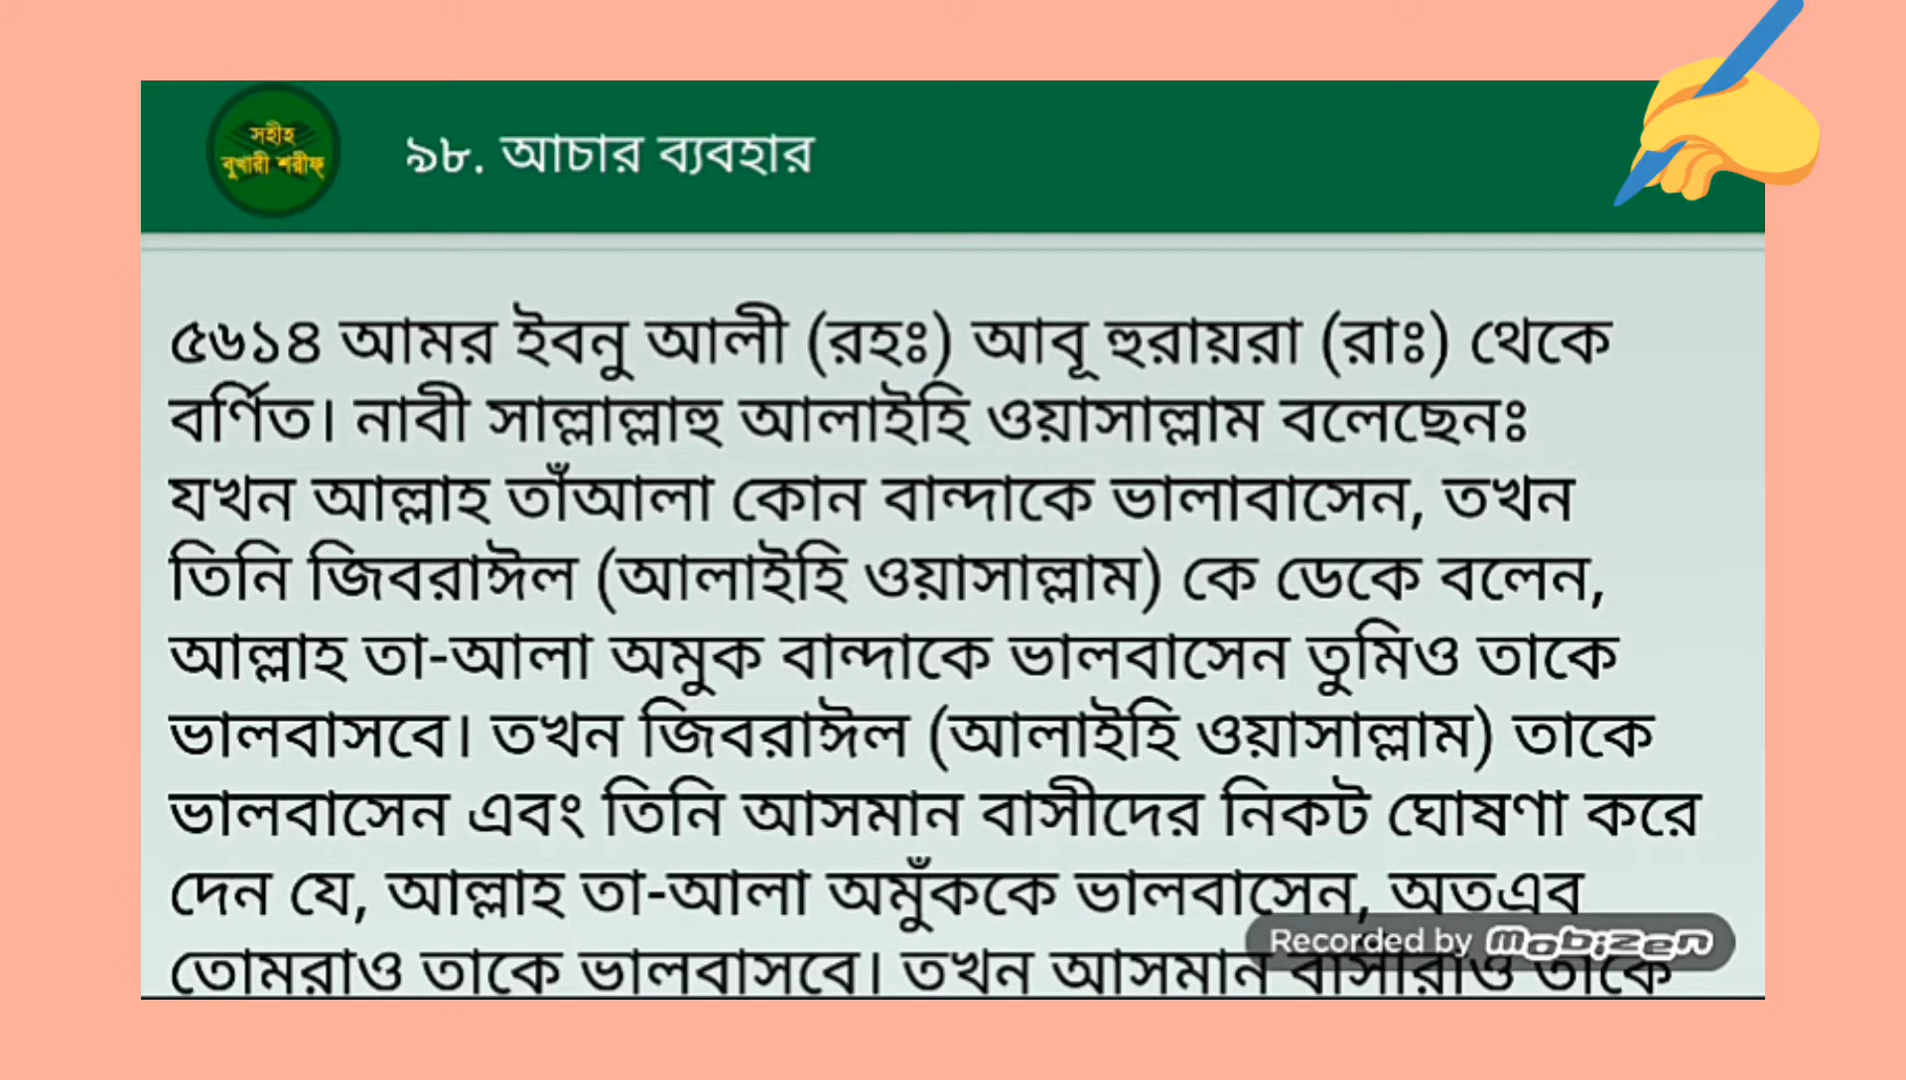 সহীহ
বুখারী শরীফ
৯৮. আচার ব্যবহার
৫৬১৪ আমর ইবনু আলী (রহঃ) আবূ হুরায়রা (রাঃ) থেকে
বর্ণিত। নাবী সাল্লাল্লাহু আলাইহি ওয়াসাল্লাম বলেছেনঃ
যখন আল্লাহ তাঁআলা কোন বান্দাকে ভালাবাসেন, তখন
তিনি জিবরাঈল (আলাইহি ওয়াসাল্লাম) কে ডেকে বলেন,
আল্লাহ তা-আলা অমুক বান্দাকে ভালবাসেন তুমিও তাকে
ভালবাসবে। তখন জিবরাঈল (আলাইহি ওয়াসাল্লাম) তাকে
ভালবাসেন এবং তিনি আসমান বাসীদের নিকট ঘোষণা করে
দেন যে, আল্লাহ তা-আলা অমুঁককে ভালবাসেন, অতএব
তোমরাও তাকে ভালবাসবে। তখন আসমান বাসীরাও তাকে
Recorded by mobizen